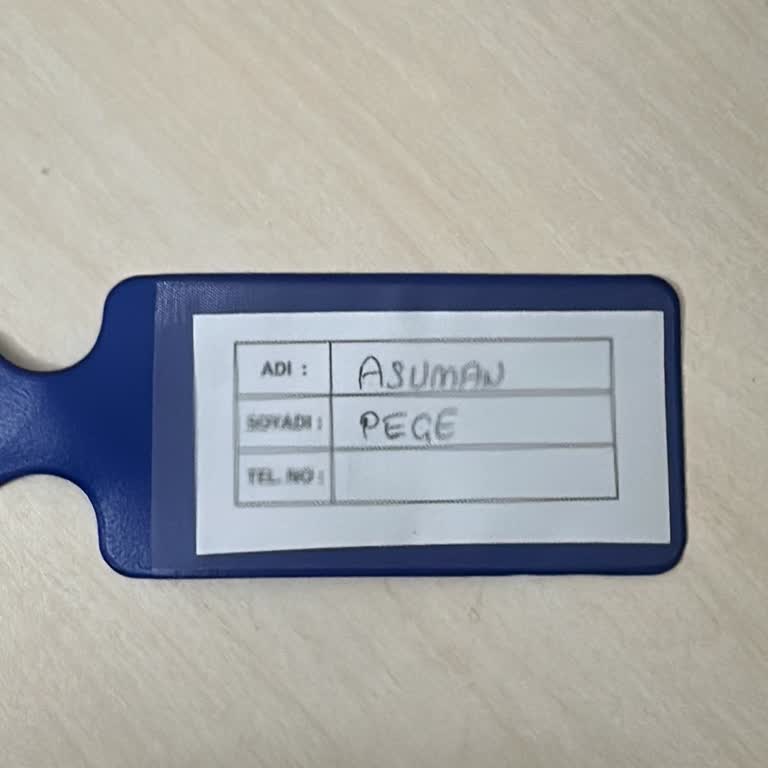 ADI : ASUMAN
SOYADI : PEGE
TEL. NO :